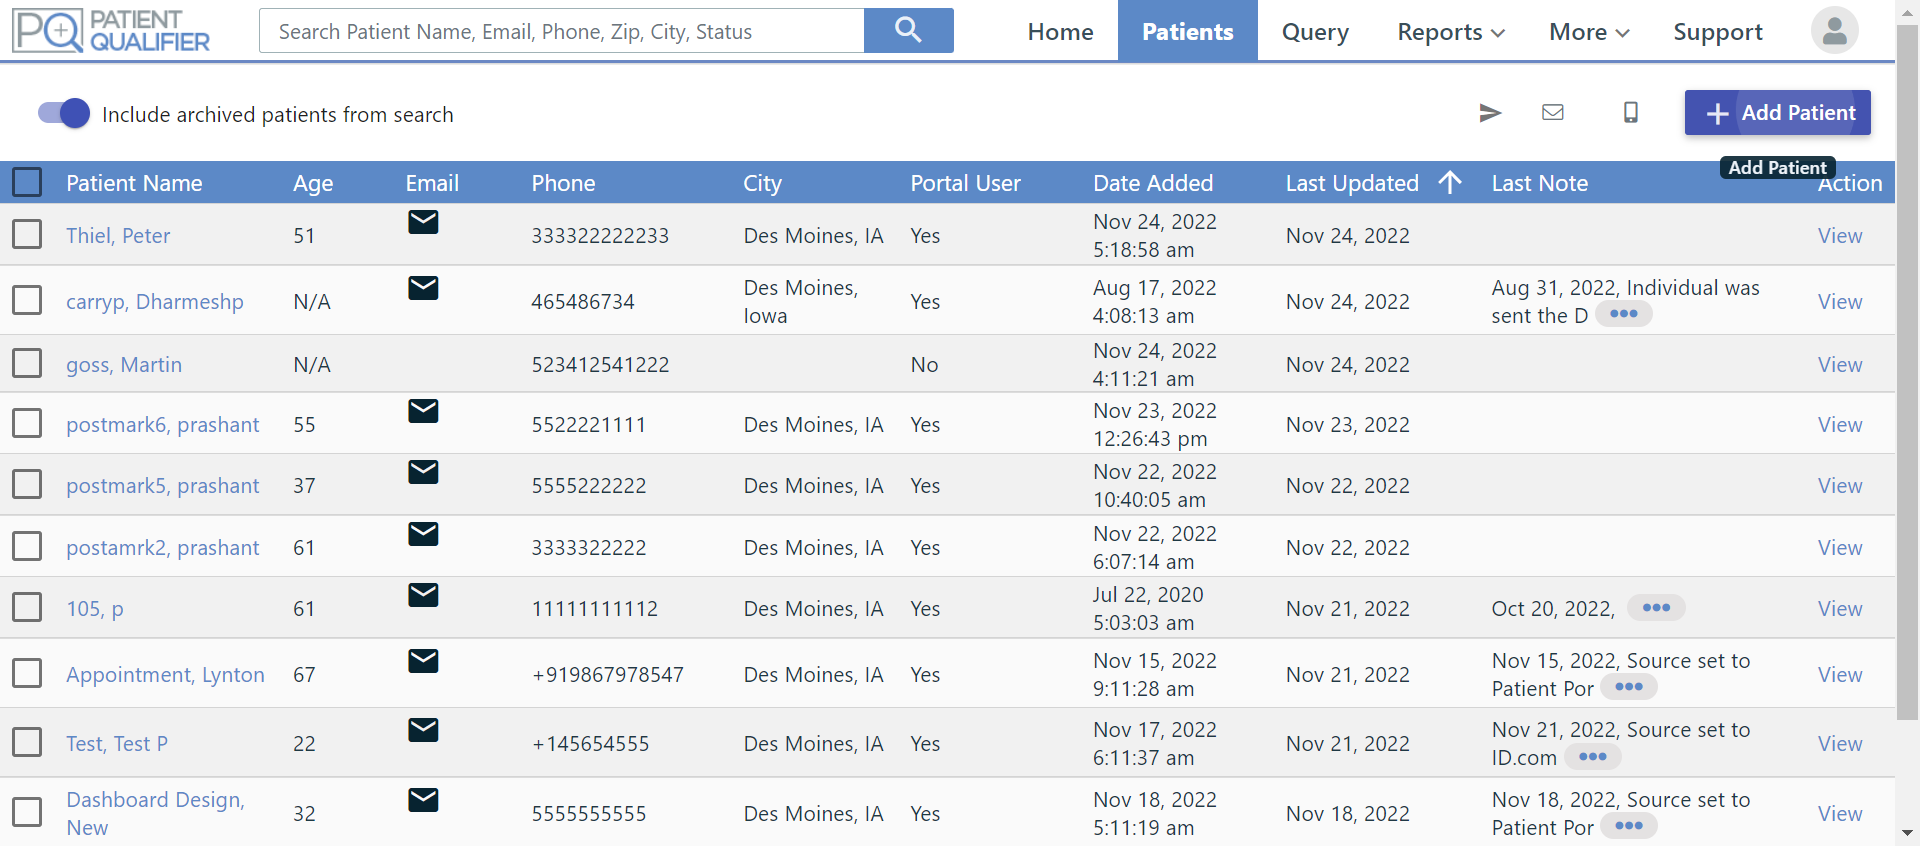 PATIENT
QUALIFIER
Search Patient Name, Email, Phone, Zip, City, Status
Home
Patients
Query
Reports
More
Support
Include archived patients from search
Add Patient
Add Patient
Patient Name Age Email Phone City Portal User Date Added Last Updated Last Note Action
Thiel, Peter 51 333322222233 Des Moines, IA Yes Nov 24, 2022 5:18:58 am Nov 24, 2022 View
carryp, Dharmeshp N/A 465486734 Des Moines, Iowa Yes Aug 17, 2022 4:08:13 am Nov 24, 2022 Aug 31, 2022, Individual was sent the D ••• View
goss, Martin N/A 523412541222 No Nov 24, 2022 4:11:21 am Nov 24, 2022 View
postmark6, prashant 55 5522221111 Des Moines, IA Yes Nov 23, 2022 12:26:43 pm Nov 23, 2022 View
postmark5, prashant 37 5555222222 Des Moines, IA Yes Nov 22, 2022 10:40:05 am Nov 22, 2022 View
postamrk2, prashant 61 3333322222 Des Moines, IA Yes Nov 22, 2022 6:07:14 am Nov 22, 2022 View
105, p 61 11111111112 Des Moines, IA Yes Jul 22, 2020 5:03:03 am Nov 21, 2022 Oct 20, 2022, ••• View
Appointment, Lynton 67 +919867978547 Des Moines, IA Yes Nov 15, 2022 9:11:28 am Nov 21, 2022 Nov 15, 2022, Source set to Patient Por ••• View
Test, Test P 22 +145654555 Des Moines, IA Yes Nov 17, 2022 6:11:37 am Nov 21, 2022 Nov 21, 2022, Source set to ID.com ••• View
Dashboard Design, New 32 5555555555 Des Moines, IA Yes Nov 18, 2022 5:11:19 am Nov 18, 2022 Nov 18, 2022, Source set to Patient Por ••• View